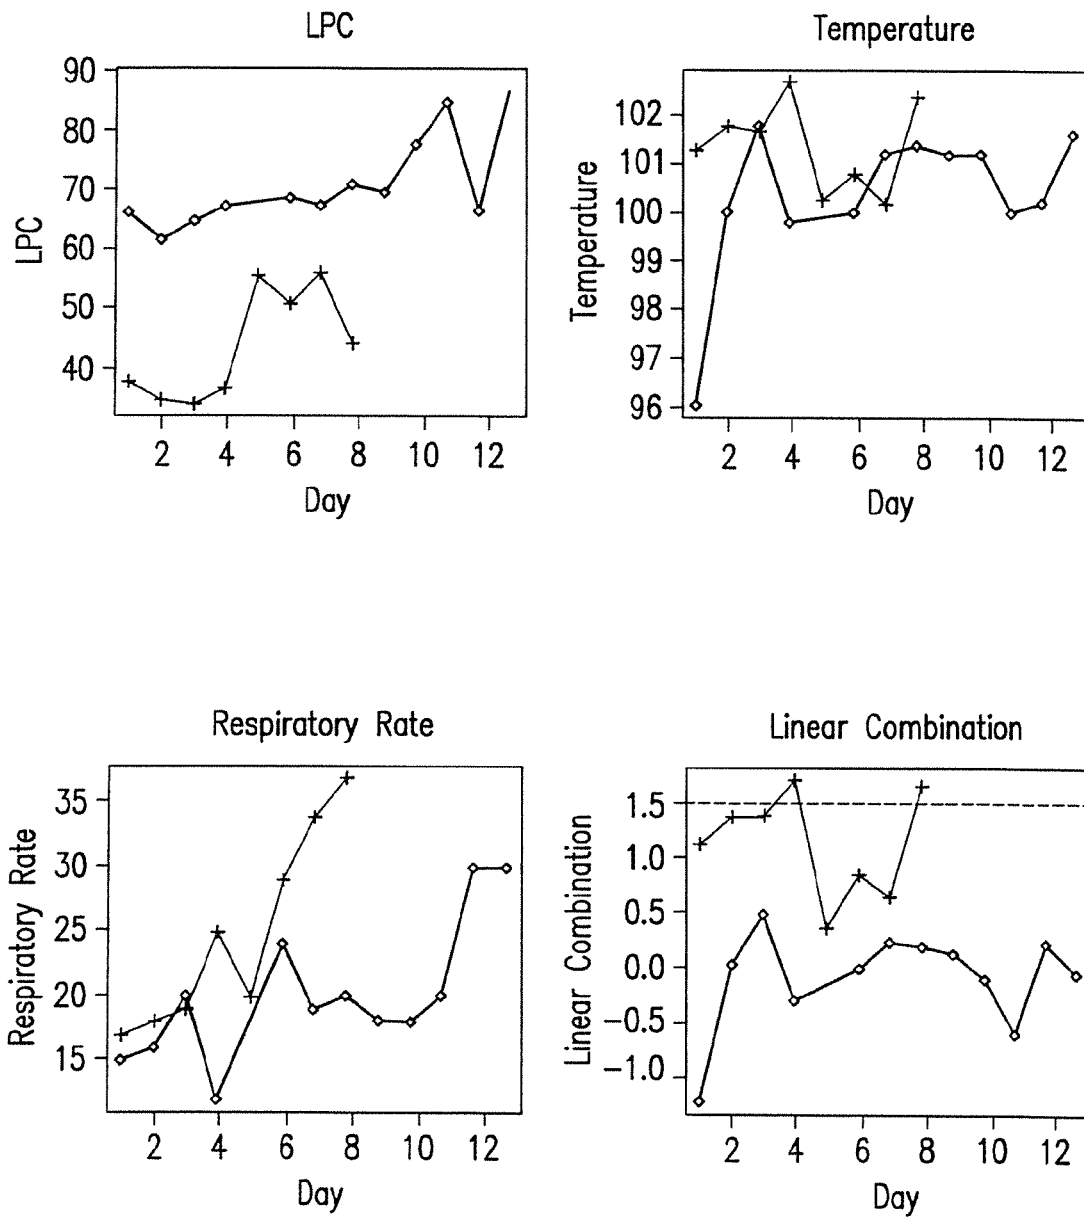 LPC
90
80
70
60
50
40
LPC
2 4 6 8 10 12
Day
Temperature
102
101
100
99
98
97
96
Temperature
2 4 6 8 10 12
Day
Respiratory Rate
35
30
25
20
15
Respiratory Rate
2 4 6 8 10 12
Day
Linear Combination
1.5
1.0
0.5
0.0
−0.5
−1.0
Linear Combination
2 4 6 8 10 12
Day